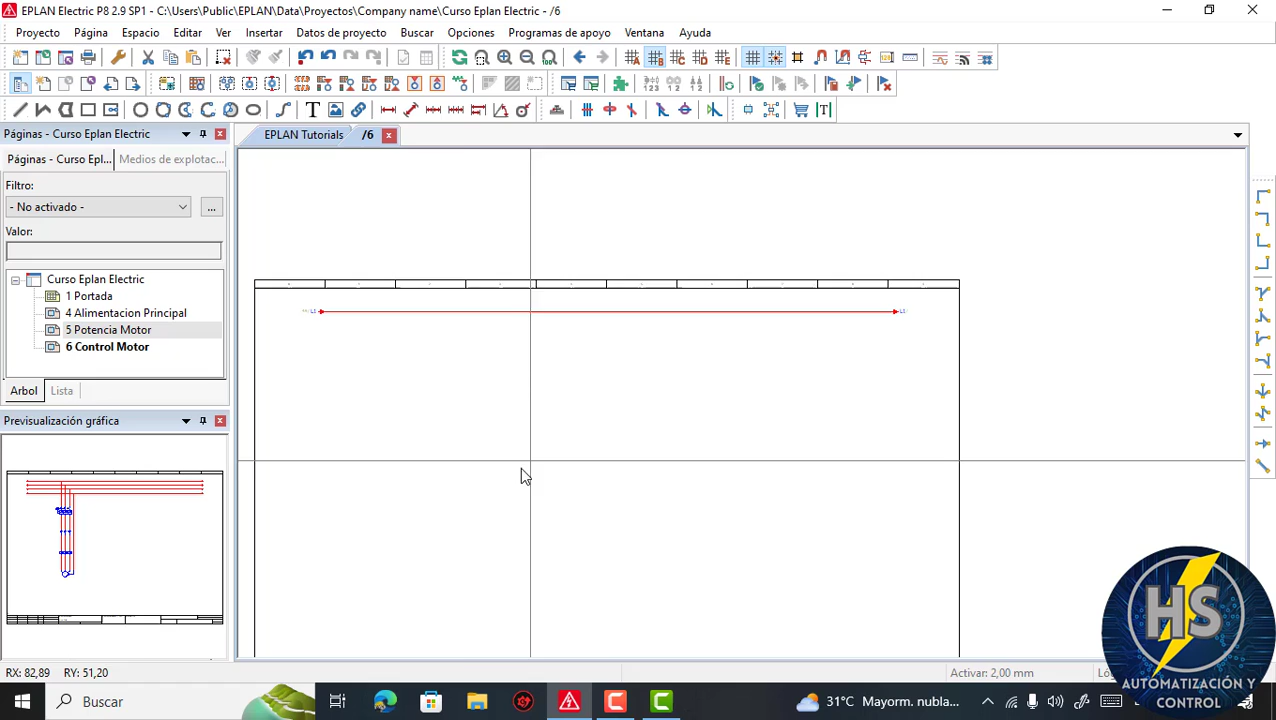 EPLAN Electric P8 2.9 SP1 - C:\Users\Public\EPLAN\Data\Proyectos\Company name\Curso Eplan Electric - /6
Proyecto Página Espacio Editar Ver Insertar Datos de proyecto Buscar Opciones Programas de apoyo Ventana Ayuda
Páginas - Curso Eplan Electric
EPLAN Tutorials /6
Páginas - Curso Epl... Medios de explotac...
Filtro:
- No activado - ...
Valor:
Curso Eplan Electric
1 Portada
4 Alimentacion Principal
5 Potencia Motor
6 Control Motor
Arbol Lista
Previsualización gráfica
RX: 82,89 RY: 51,20 Activar: 2,00 mm
HS
AUTOMATIZACIÓN Y
CONTROL
Buscar 31°C Mayorm. nubla...